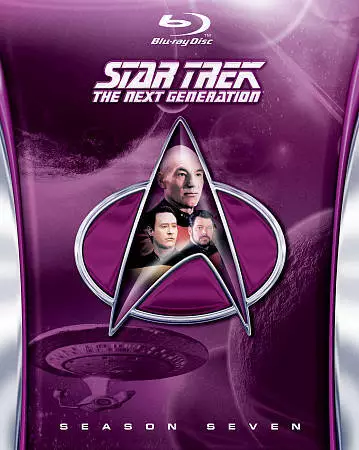 Blu-ray Disc
STAR TREK
THE NEXT GENERATION
SEASON SEVEN